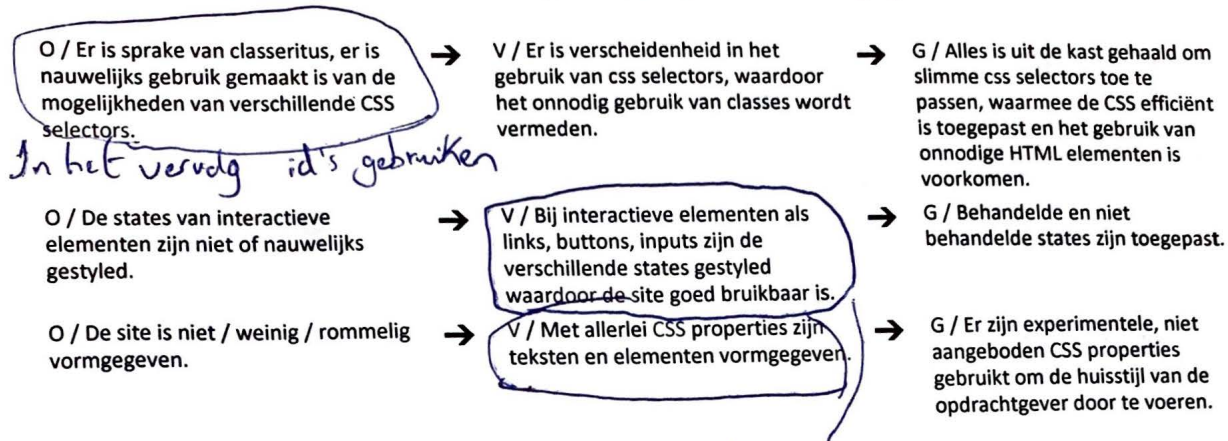 O / Er is sprake van classeritus, er is
nauwelijks gebruik gemaakt is van de
mogelijkheden van verschillende CSS
selectors.
→ V / Er is verscheidenheid in het
gebruik van css selectors, waardoor
het onnodig gebruik van classes wordt
vermeden.
→ G / Alles is uit de kast gehaald om
slimme css selectors toe te
passen, waarmee de CSS efficiënt
is toegepast en het gebruik van
onnodige HTML elementen is
voorkomen.
In het vervolg id's gebruiken
O / De states van interactieve
elementen zijn niet of nauwelijks
gestyled.
→ V / Bij interactieve elementen als
links, buttons, inputs zijn de
verschillende states gestyled
waardoor de site goed bruikbaar is.
→ G / Behandelde en niet
behandelde states zijn toegepast.
O / De site is niet / weinig / rommelig
vormgegeven.
→ V / Met allerlei CSS properties zijn
teksten en elementen vormgegeven.
→ G / Er zijn experimentele, niet
aangeboden CSS properties
gebruikt om de huisstijl van de
opdrachtgever door te voeren.